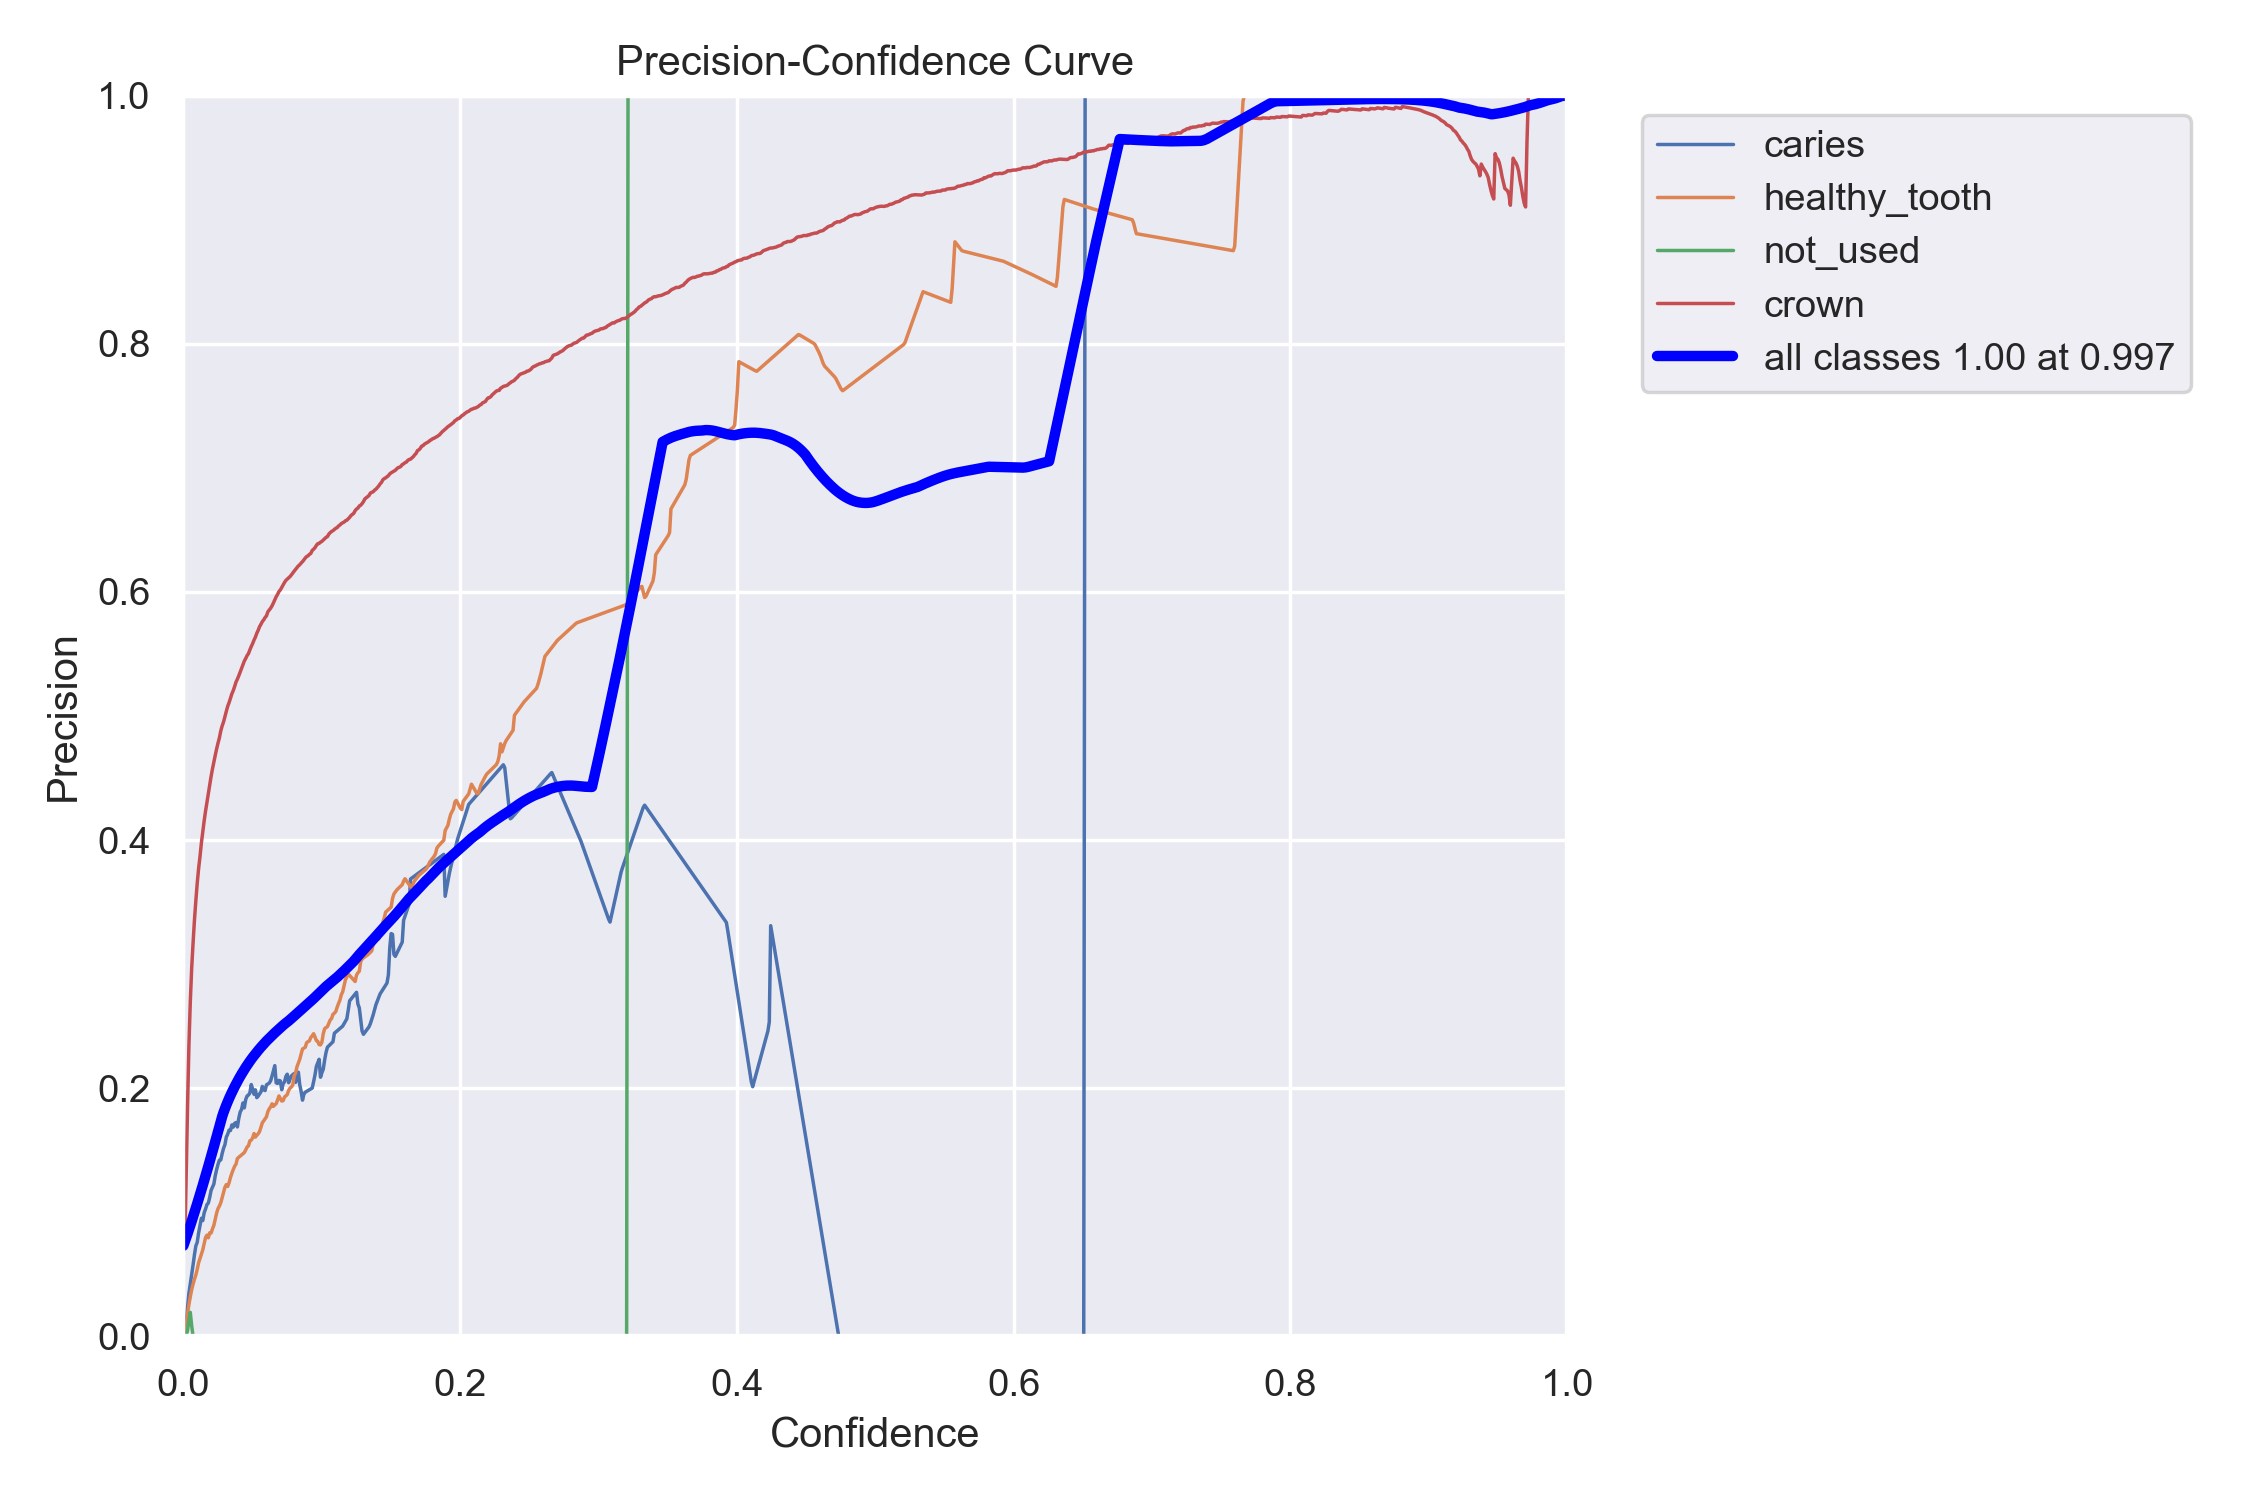 Precision-Confidence Curve
1.0
0.8
0.6
0.4
0.2
0.0
Precision
0.0 0.2 0.4 0.6 0.8 1.0
Confidence
caries
healthy_tooth
not_used
crown
all classes 1.00 at 0.997